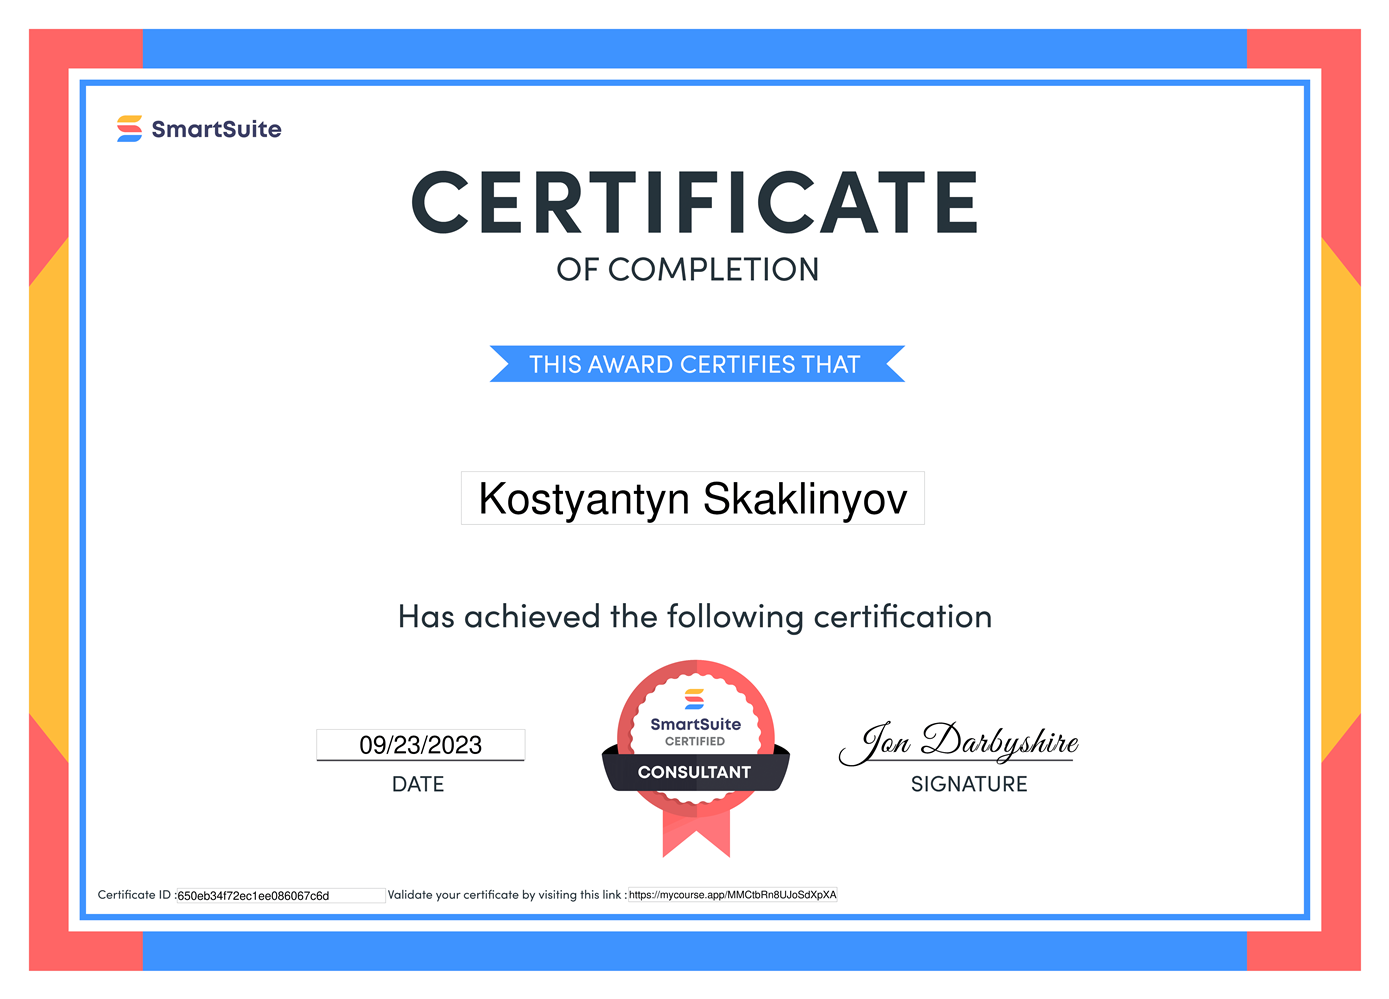 SmartSuite
CERTIFICATE
OF COMPLETION
THIS AWARD CERTIFIES THAT
Kostyantyn Skaklinyov
Has achieved the following certification
09/23/2023
DATE
SmartSuite
CERTIFIED
CONSULTANT
Jon Darbyshire
SIGNATURE
Certificate ID : 650eb34f72ec1ee086067c6d Validate your certificate by visiting this link : https://mycourse.app/MMCtbRn8UJoSdXpXA